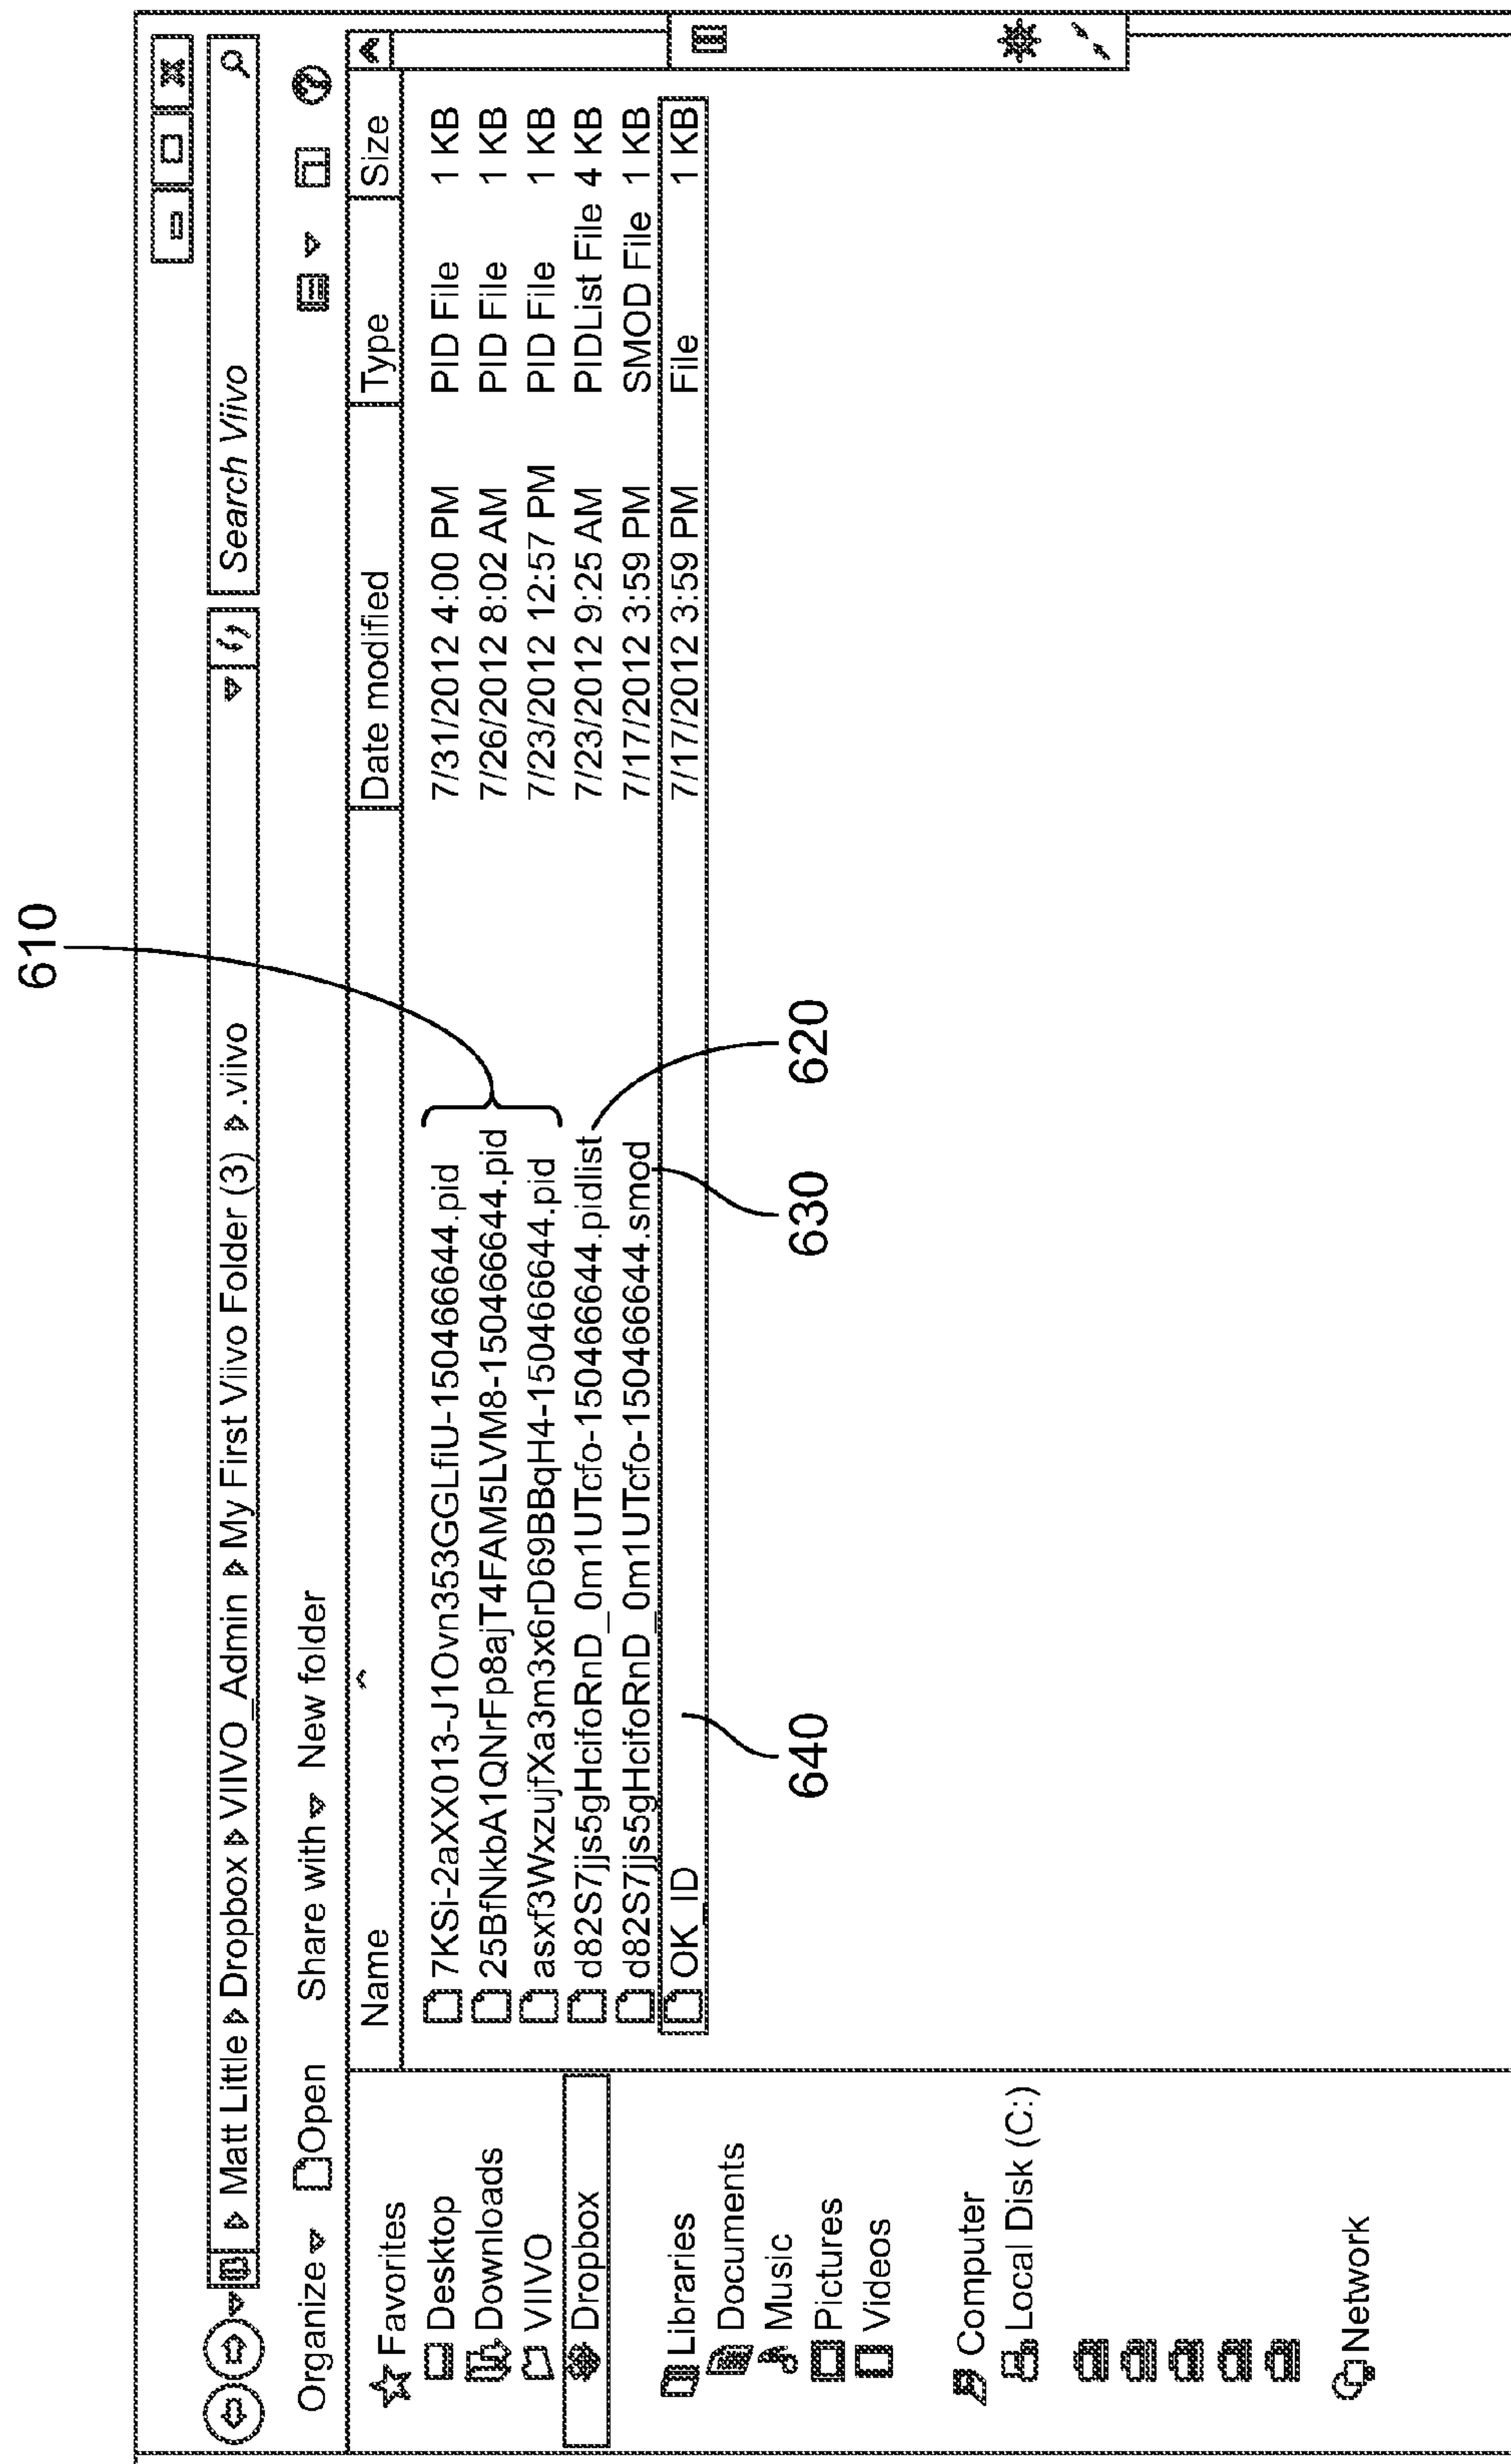 610
Matt Little Dropbox VIIVO_Admin My First Viivo Folder (3) .viivo
Search Viivo
Organize Open Share with New folder
Favorites
Desktop
Downloads
VIIVO
Dropbox
Libraries
Documents
Music
Pictures
Videos
Computer
Local Disk (C:)
Network
Name Date modified Type Size
7KSi-2aXX013-J1Ovn353GGLfiU-15046644.pid 7/31/2012 4:00 PM PID File 1 KB
25BfNkbA1QNrFp8ajT4FAM5LVM8-15046644.pid 7/26/2012 8:02 AM PID File 1 KB
asxf3WxzujfXa3m3x6rD69BBqH4-15046644.pid 7/23/2012 12:57 PM PID File 1 KB
d82S7jjs5gHcifoRnD_0m1UTcfo-15046644.pidlist 7/23/2012 9:25 AM PIDList File 4 KB
d82S7jjs5gHcifoRnD_0m1UTcfo-15046644.smod 7/17/2012 3:59 PM SMOD File 1 KB
OK_ID 7/17/2012 3:59 PM File 1 KB
640
630
620